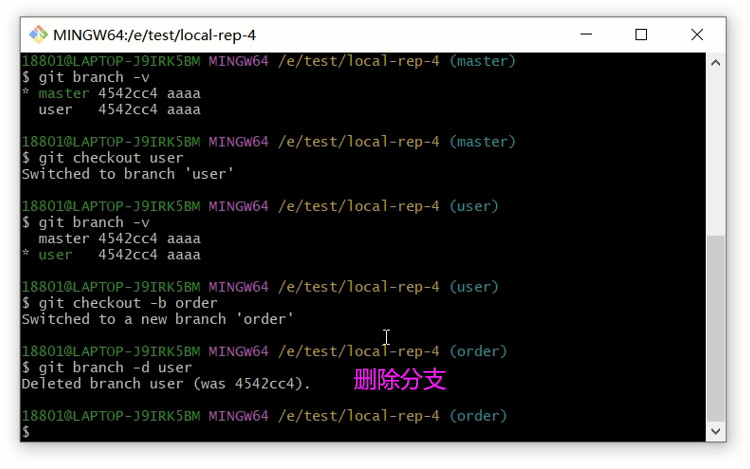 MINGW64:/e/test/local-rep-4
18801@LAPTOP-J9IRK5BM MINGW64 /e/test/local-rep-4 (master)
$ git branch -v
* master 4542cc4 aaaa
  user   4542cc4 aaaa
18801@LAPTOP-J9IRK5BM MINGW64 /e/test/local-rep-4 (master)
$ git checkout user
Switched to branch 'user'
18801@LAPTOP-J9IRK5BM MINGW64 /e/test/local-rep-4 (user)
$ git branch -v
  master 4542cc4 aaaa
* user   4542cc4 aaaa
18801@LAPTOP-J9IRK5BM MINGW64 /e/test/local-rep-4 (user)
$ git checkout -b order
Switched to a new branch 'order'
18801@LAPTOP-J9IRK5BM MINGW64 /e/test/local-rep-4 (order)
$ git branch -d user
Deleted branch user (was 4542cc4). 删除分支
18801@LAPTOP-J9IRK5BM MINGW64 /e/test/local-rep-4 (order)
$